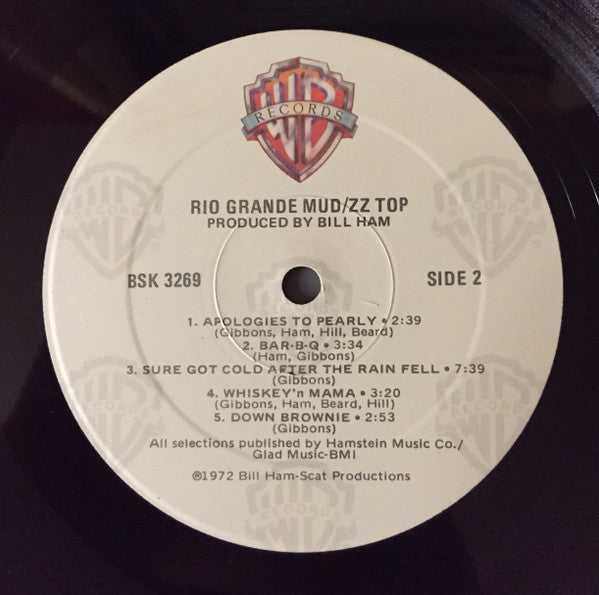 WB
RECORDS
RIO GRANDE MUD/ZZ TOP
PRODUCED BY BILL HAM
BSK 3269 SIDE 2
1. APOLOGIES TO PEARLY • 2:39
(Gibbons, Ham, Hill, Beard)
2. BAR-B-Q • 3:34
(Ham, Gibbons)
3. SURE GOT COLD AFTER THE RAIN FELL • 7:39
(Gibbons)
4. WHISKEY'n MAMA • 3:20
(Gibbons, Ham, Beard, Hill)
5. DOWN BROWNIE • 2:53
(Gibbons)
All selections published by Hamstein Music Co./
Glad Music-BMI
℗1972 Bill Ham-Scat Productions